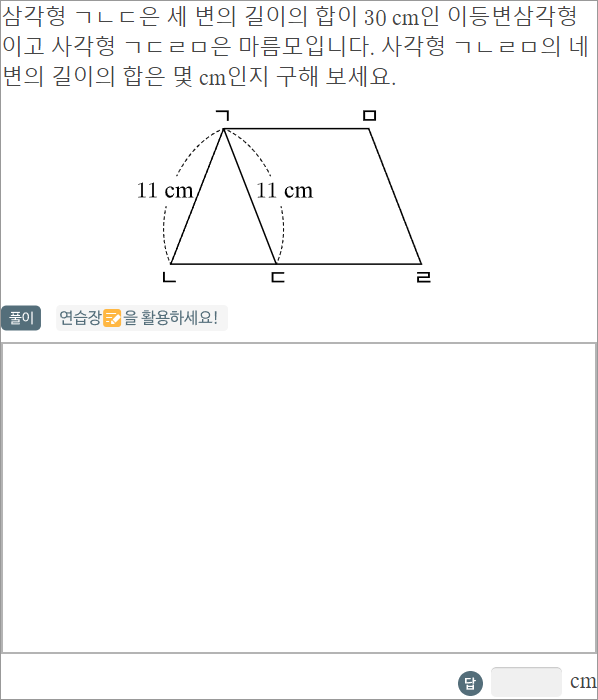 삼각형 ㄱㄴㄷ은 세 변의 길이의 합이 30 cm인 이등변삼각형
이고 사각형 ㄱㄷㄹㅁ은 마름모입니다. 사각형 ㄱㄴㄹㅁ의 네
변의 길이의 합은 몇 cm인지 구해 보세요.
ㄱ ㅁ
11 cm 11 cm
ㄴ ㄷ ㄹ
풀이 연습장을 활용하세요!
답 cm